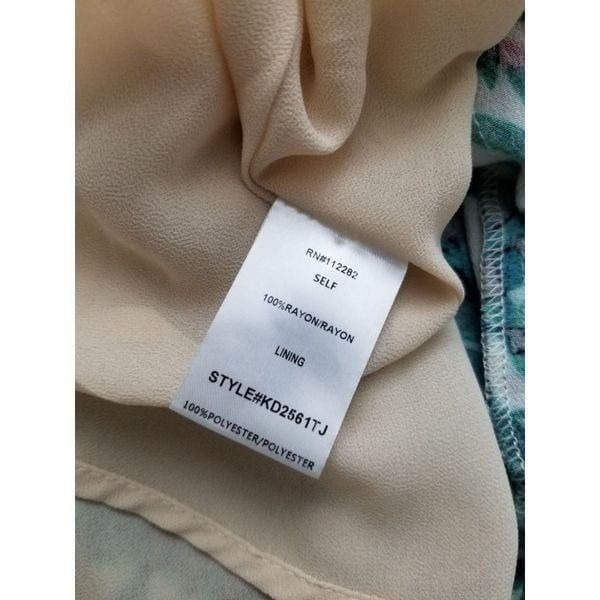 RN#112282
SELF
100%RAYON/RAYON
LINING
STYLE#KD2561TJ
100%POLYESTER/POLYESTER